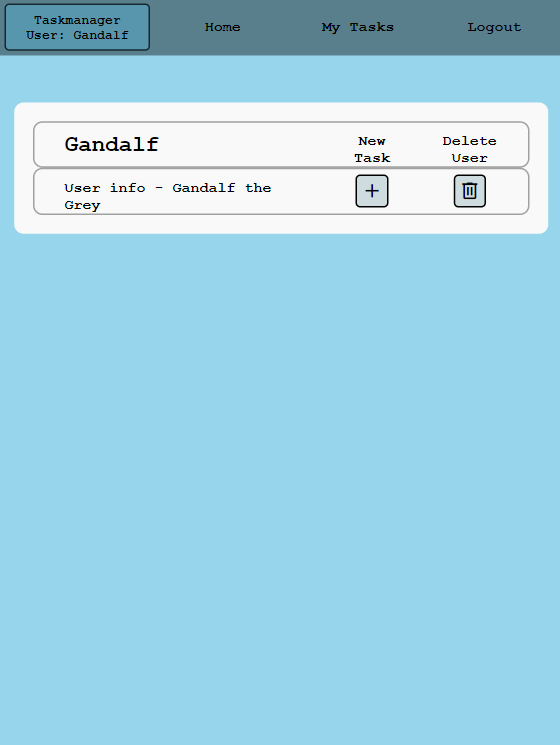 Taskmanager
User: Gandalf
Home
My Tasks
Logout
Gandalf
New
Task
Delete
User
User info - Gandalf the
Grey